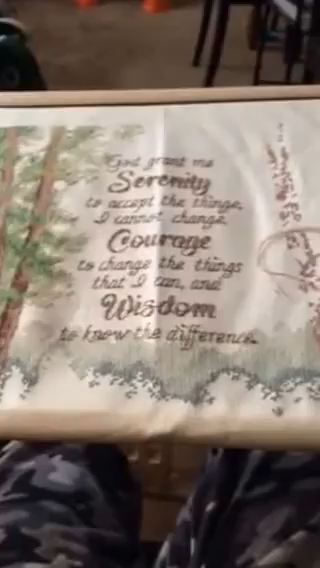 God grant me
Serenity
to accept the things,
I cannot change,
Courage
to change the things
that I can, and
Wisdom
to know the difference.